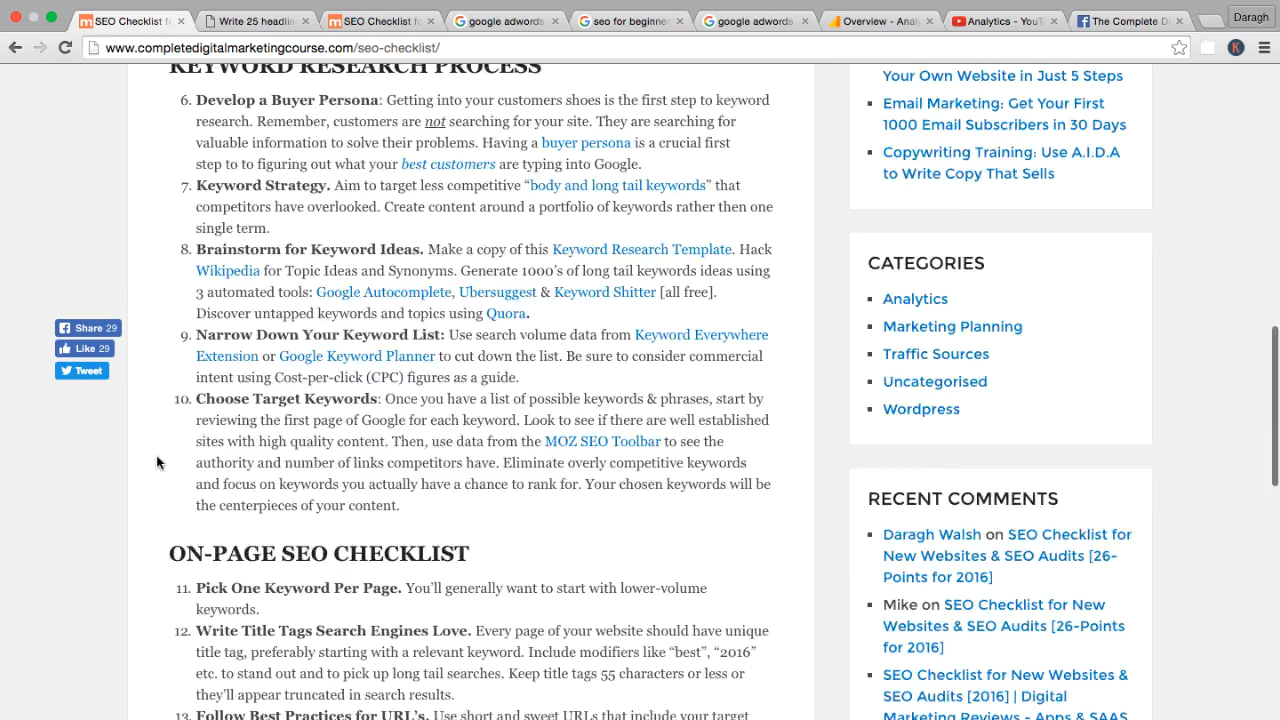 SEO Checklist fo
Write 25 headlin
SEO Checklist fo
google adwords
seo for beginne
google adword
Overview - Analy
Analytics - YouT
The Complete Di
Daragh
www.completedigitalmarketingcourse.com/seo-checklist/
KEYWORD RESEARCH PROCESS
6. Develop a Buyer Persona: Getting into your customers shoes is the first step to keyword
research. Remember, customers are not searching for your site. They are searching for
valuable information to solve their problems. Having a buyer persona is a crucial first
step to to figuring out what your best customers are typing into Google.
7. Keyword Strategy. Aim to target less competitive “body and long tail keywords” that
competitors have overlooked. Create content around a portfolio of keywords rather then one
single term.
8. Brainstorm for Keyword Ideas. Make a copy of this Keyword Research Template. Hack
Wikipedia for Topic Ideas and Synonyms. Generate 1000’s of long tail keywords ideas using
3 automated tools: Google Autocomplete, Ubersuggest & Keyword Shitter [all free].
Discover untapped keywords and topics using Quora.
9. Narrow Down Your Keyword List: Use search volume data from Keyword Everywhere
Extension or Google Keyword Planner to cut down the list. Be sure to consider commercial
intent using Cost-per-click (CPC) figures as a guide.
10. Choose Target Keywords: Once you have a list of possible keywords & phrases, start by
reviewing the first page of Google for each keyword. Look to see if there are well established
sites with high quality content. Then, use data from the MOZ SEO Toolbar to see the
authority and number of links competitors have. Eliminate overly competitive keywords
and focus on keywords you actually have a chance to rank for. Your chosen keywords will be
the centerpieces of your content.
ON-PAGE SEO CHECKLIST
11. Pick One Keyword Per Page. You’ll generally want to start with lower-volume
keywords.
12. Write Title Tags Search Engines Love. Every page of your website should have unique
title tag, preferably starting with a relevant keyword. Include modifiers like “best”, “2016”
etc. to stand out and to pick up long tail searches. Keep title tags 55 characters or less or
they’ll appear truncated in search results.
13. Follow Best Practices for URL’s. Use short and sweet URLs that include your target
Share 29
Like 29
Tweet
Your Own Website in Just 5 Steps
Email Marketing: Get Your First
1000 Email Subscribers in 30 Days
Copywriting Training: Use A.I.D.A
to Write Copy That Sells
CATEGORIES
Analytics
Marketing Planning
Traffic Sources
Uncategorised
Wordpress
RECENT COMMENTS
Daragh Walsh on SEO Checklist for
New Websites & SEO Audits [26-
Points for 2016]
Mike on SEO Checklist for New
Websites & SEO Audits [26-Points
for 2016]
SEO Checklist for New Websites &
SEO Audits [2016] | Digital
Marketing Reviews - Apps & SAAS